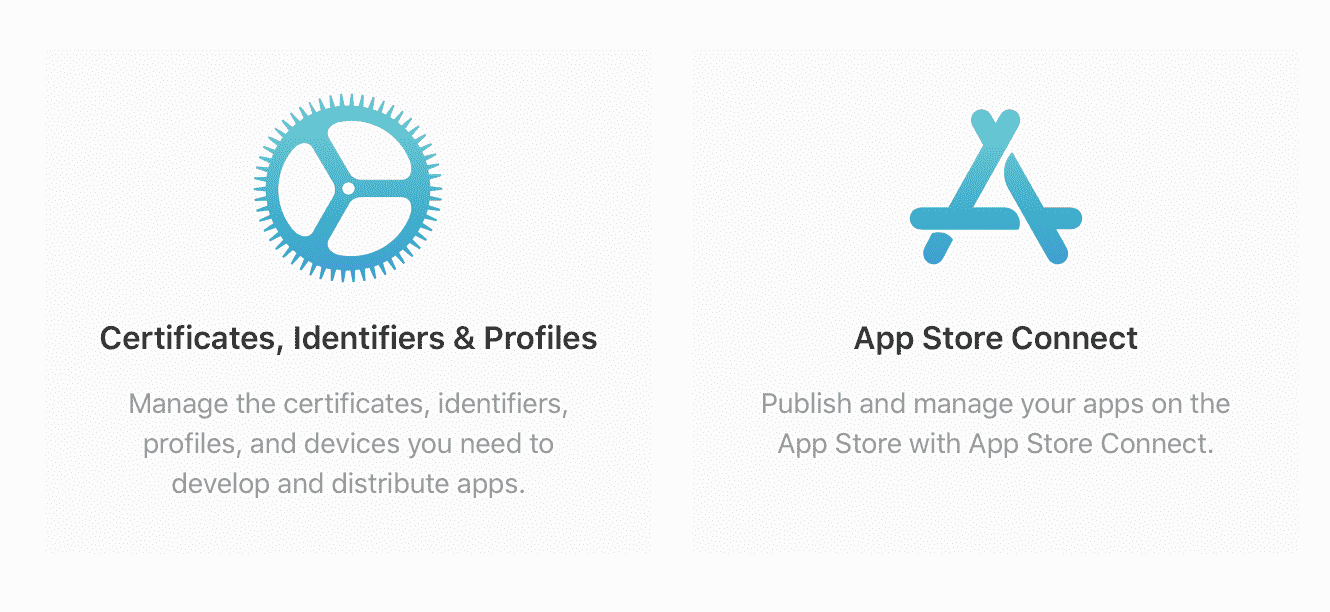 Certificates, Identifiers & Profiles
Manage the certificates, identifiers,
profiles, and devices you need to
develop and distribute apps.
App Store Connect
Publish and manage your apps on the
App Store with App Store Connect.